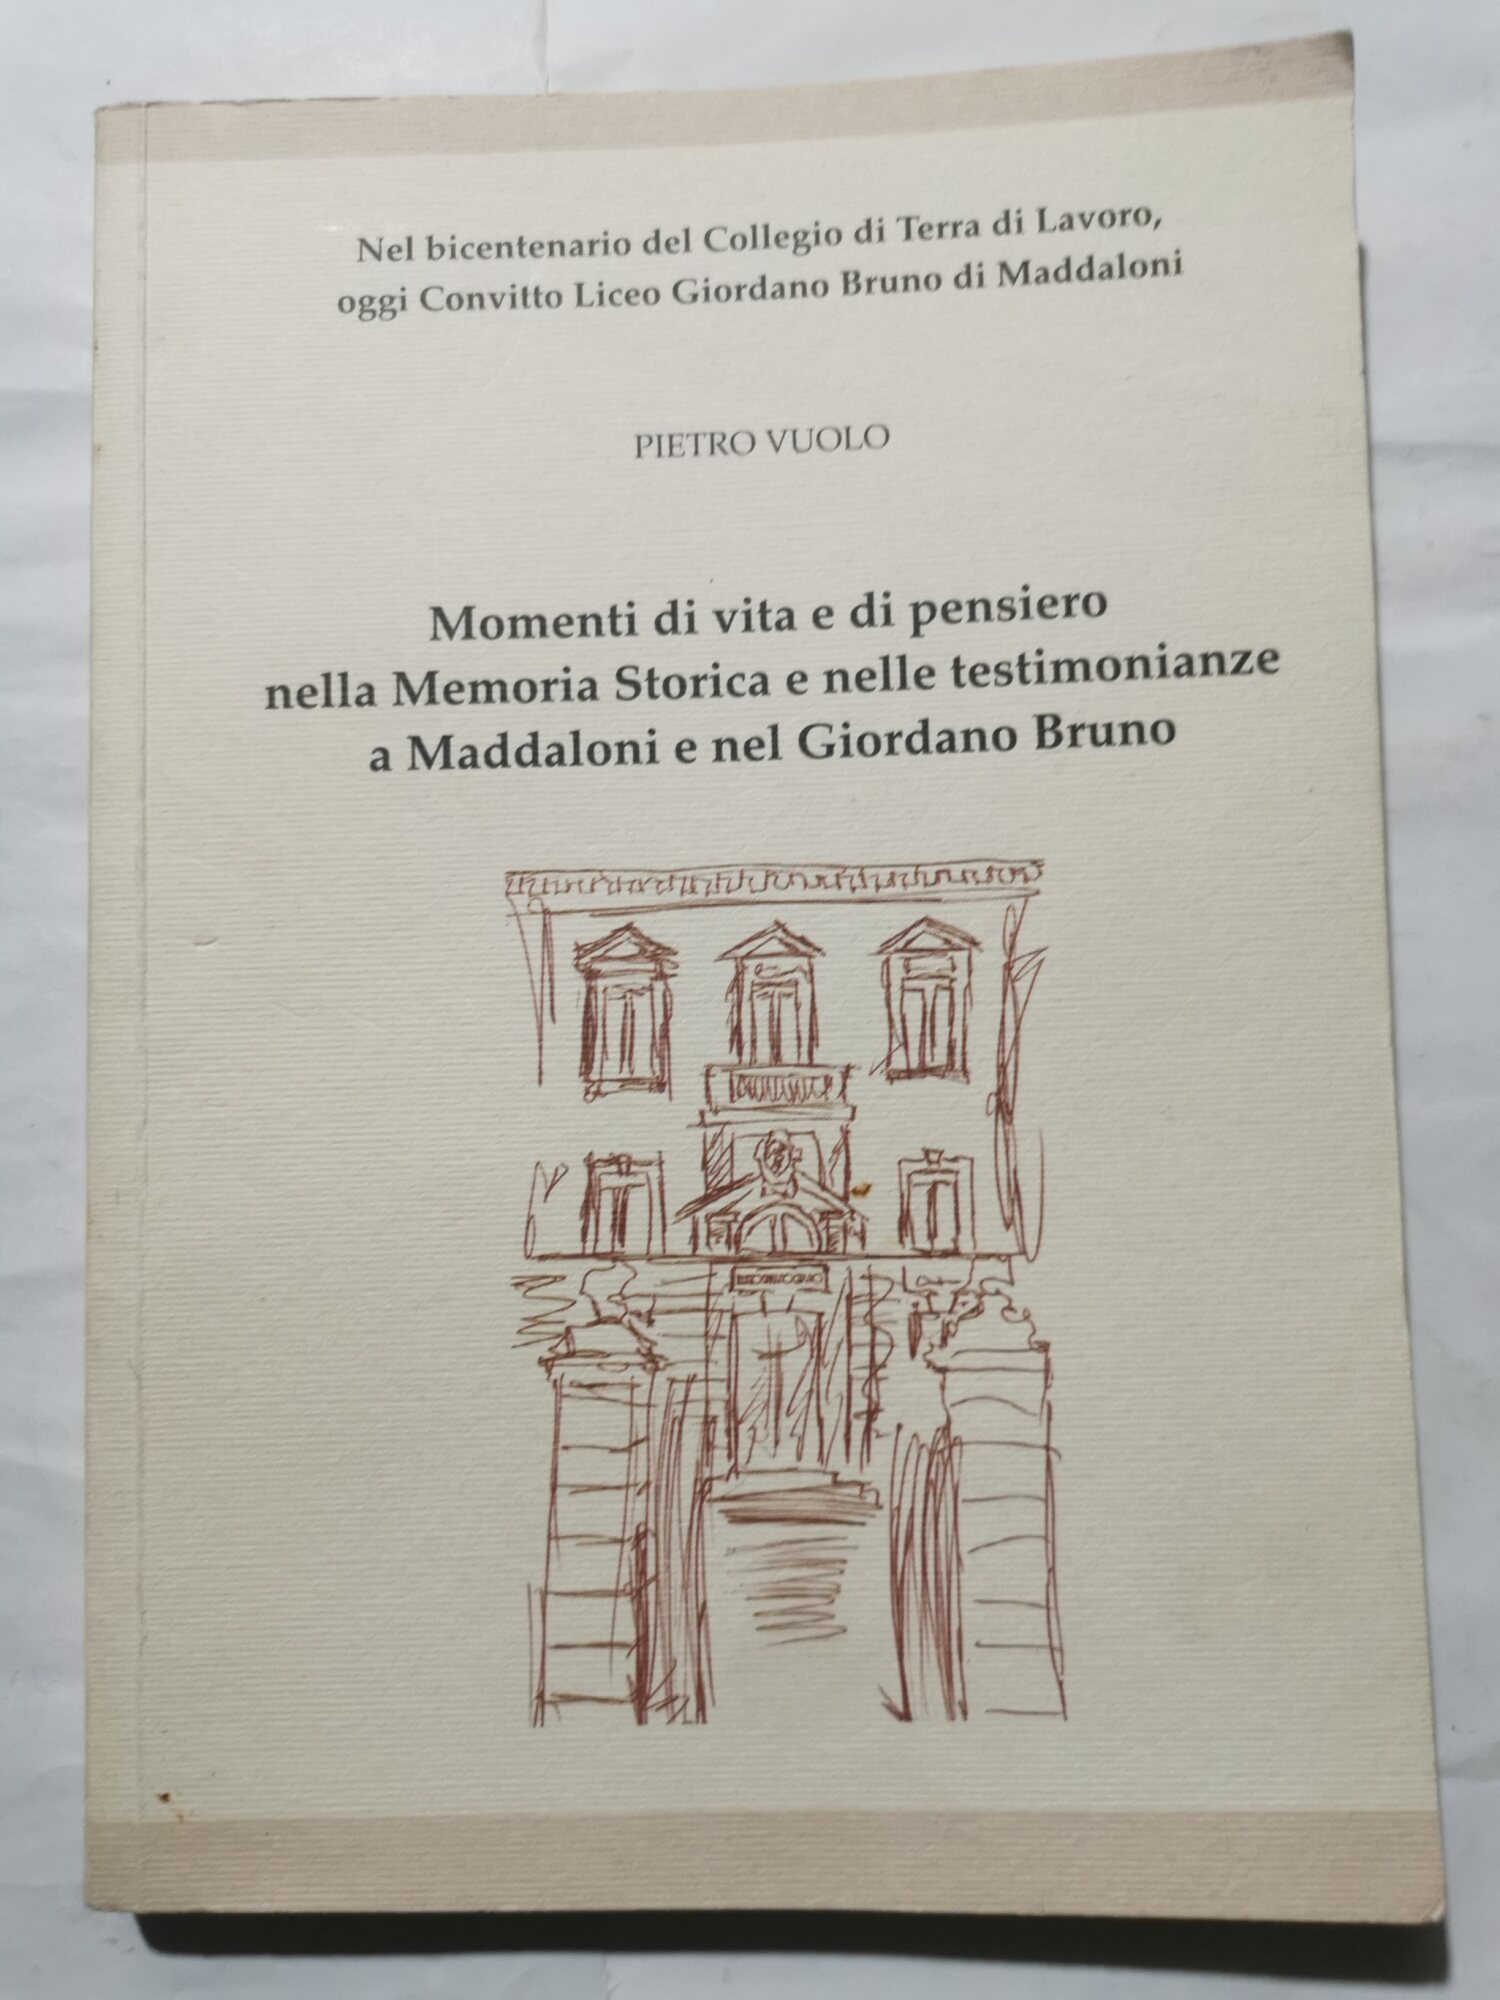 Nel bicentenario del Collegio di Terra di Lavoro,
oggi Convitto Liceo Giordano Bruno di Maddaloni
PIETRO VUOLO
Momenti di vita e di pensiero
nella Memoria Storica e nelle testimonianze
a Maddaloni e nel Giordano Bruno